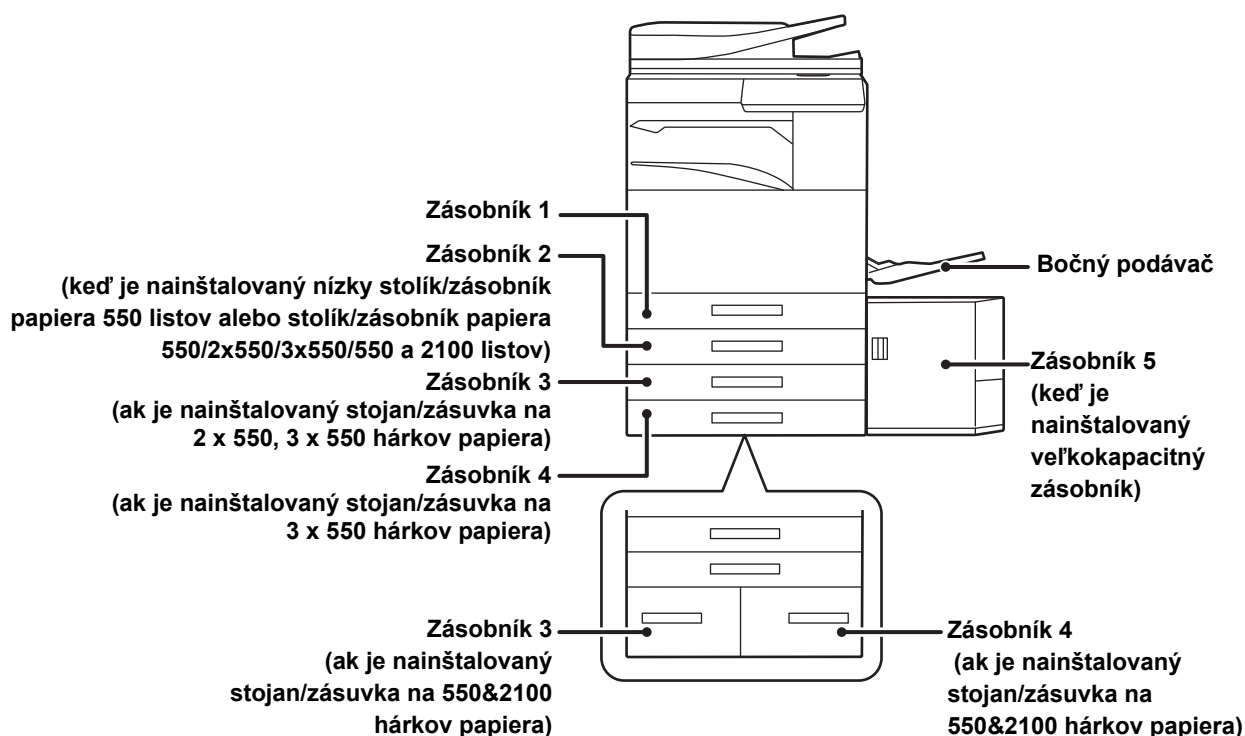 Zásobník 1
Zásobník 2
(keď je nainštalovaný nízky stolík/zásobník
papiera 550 listov alebo stolík/zásobník papiera
550/2x550/3x550/550 a 2100 listov)
Zásobník 3
(ak je nainštalovaný stojan/zásuvka na
2 x 550, 3 x 550 hárkov papiera)
Zásobník 4
(ak je nainštalovaný stojan/zásuvka na
3 x 550 hárkov papiera)
Bočný podávač
Zásobník 5
(keď je
nainštalovaný
veľkokapacitný
zásobník)
Zásobník 3
(ak je nainštalovaný
stojan/zásuvka na 550&2100
hárkov papiera)
Zásobník 4
(ak je nainštalovaný
stojan/zásuvka na
550&2100 hárkov papiera)